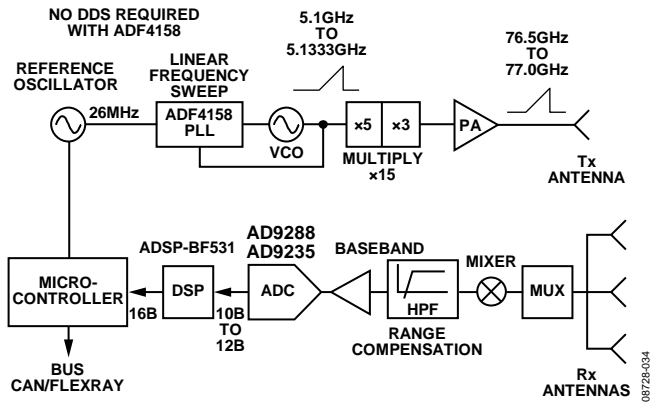 NO DDS REQUIRED
WITH ADF4158
5.1GHz
TO
5.1333GHz
76.5GHz
TO
77.0GHz
REFERENCE
OSCILLATOR
LINEAR
FREQUENCY
SWEEP
26MHz
ADF4158
PLL
VCO
×5
×3
MULTIPLY
×15
PA
Tx
ANTENNA
MICRO-
CONTROLLER
16B
BUS
CAN/FLEXRAY
ADSP-BF531
DSP
10B
TO
12B
AD9288
AD9235
ADC
BASEBAND
HPF
RANGE
COMPENSATION
MIXER
MUX
Rx
ANTENNAS
08728-034